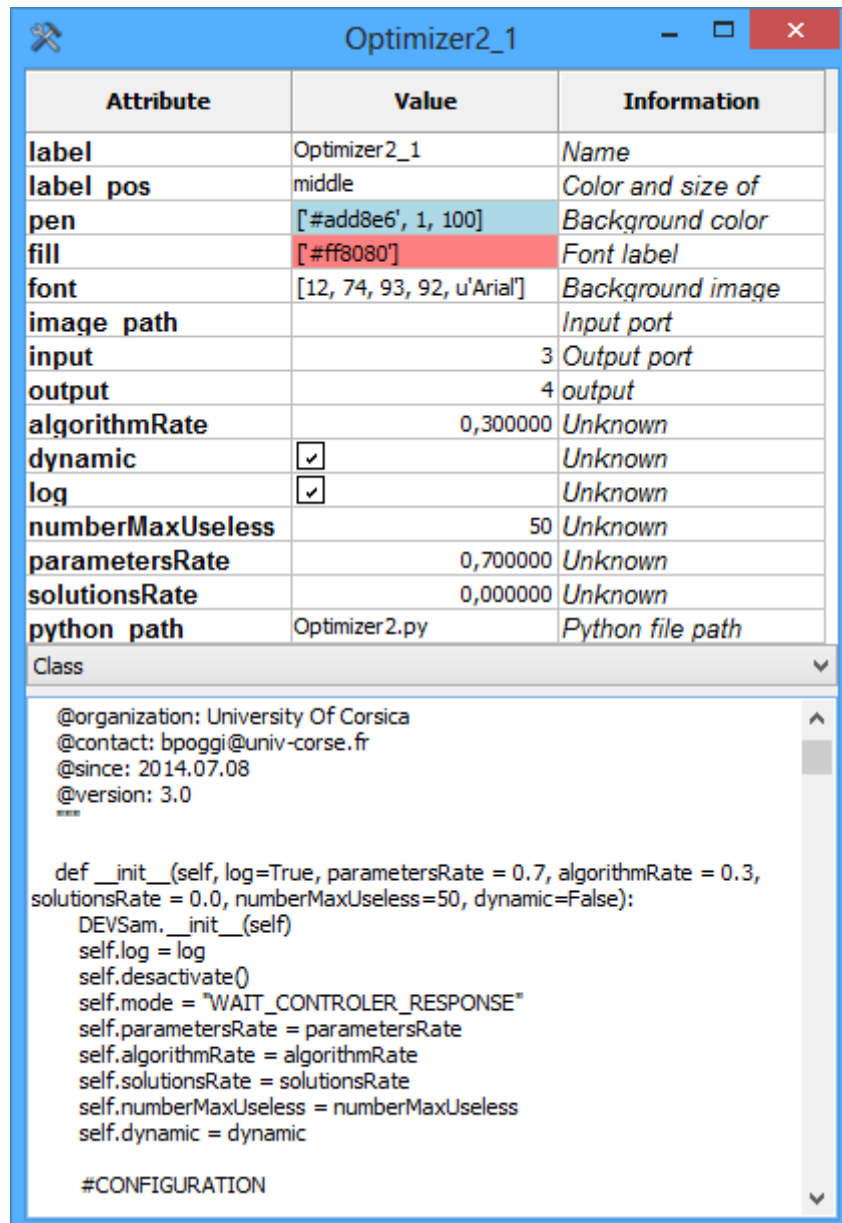 Optimizer2_1
Attribute Value Information
label Optimizer2_1 Name
label pos middle Color and size of
pen ['#add8e6', 1, 100] Background color
fill ['#ff8080'] Font label
font [12, 74, 93, 92, u'Arial'] Background image
image path Input port
input 3 Output port
output 4 output
algorithmRate 0,300000 Unknown
dynamic Unknown
log Unknown
numberMaxUseless 50 Unknown
parametersRate 0,700000 Unknown
solutionsRate 0,000000 Unknown
python path Optimizer2.py Python file path
Class
@organization: University Of Corsica
@contact: bpoggi@univ-corse.fr
@since: 2014.07.08
@version: 3.0
"""
def __init__(self, log=True, parametersRate = 0.7, algorithmRate = 0.3,
solutionsRate = 0.0, numberMaxUseless=50, dynamic=False):
DEVSam.__init__(self)
self.log = log
self.desactivate()
self.mode = "WAIT_CONTROLER_RESPONSE"
self.parametersRate = parametersRate
self.algorithmRate = algorithmRate
self.solutionsRate = solutionsRate
self.numberMaxUseless = numberMaxUseless
self.dynamic = dynamic
#CONFIGURATION